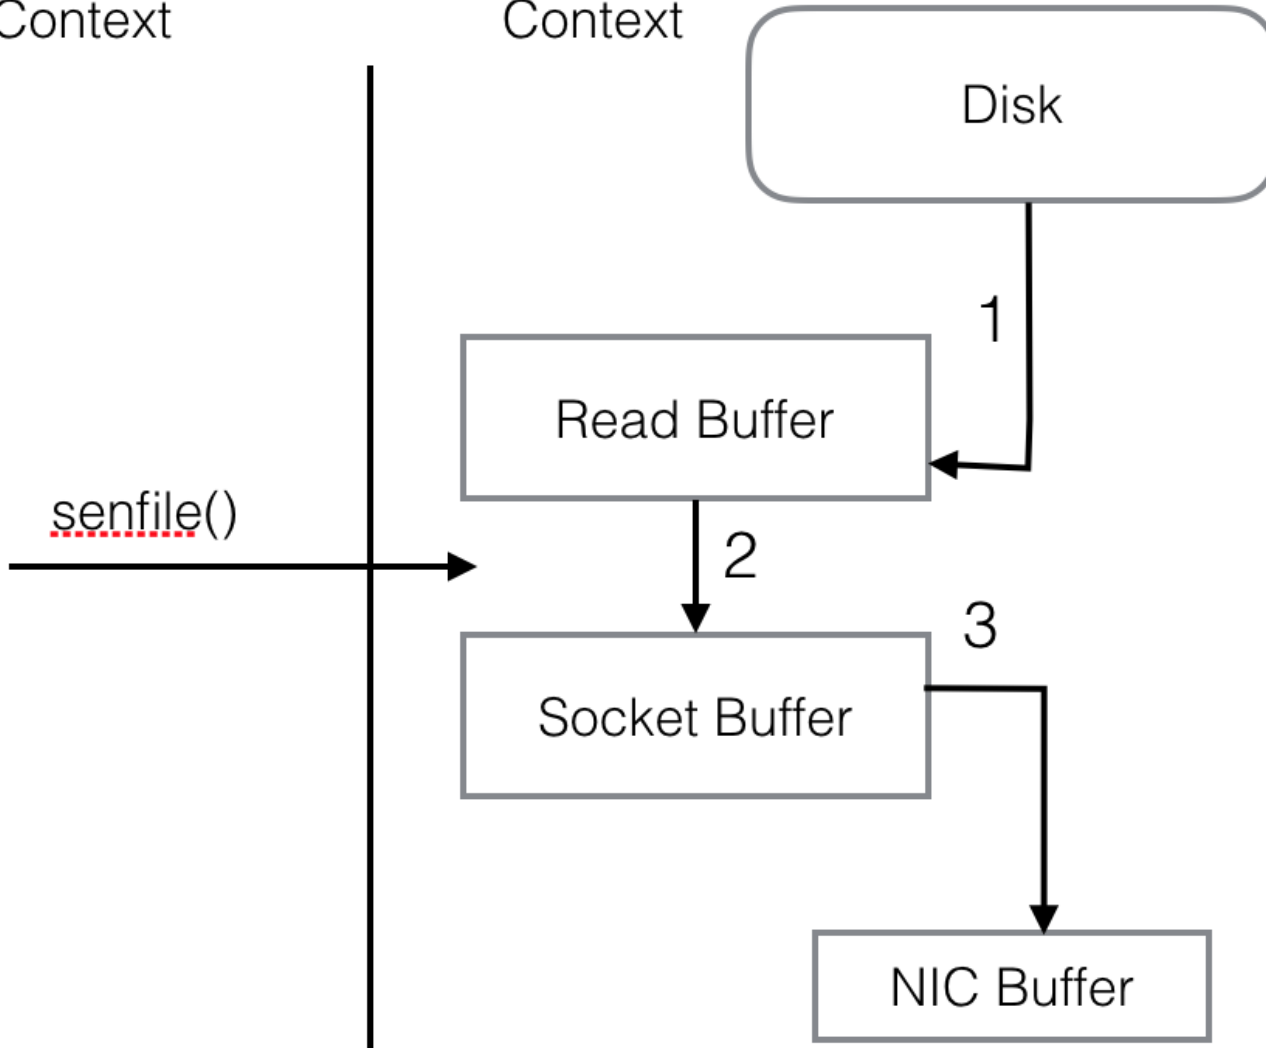 Context
Context
Disk
1
Read Buffer
senfile()
2
3
Socket Buffer
NIC Buffer